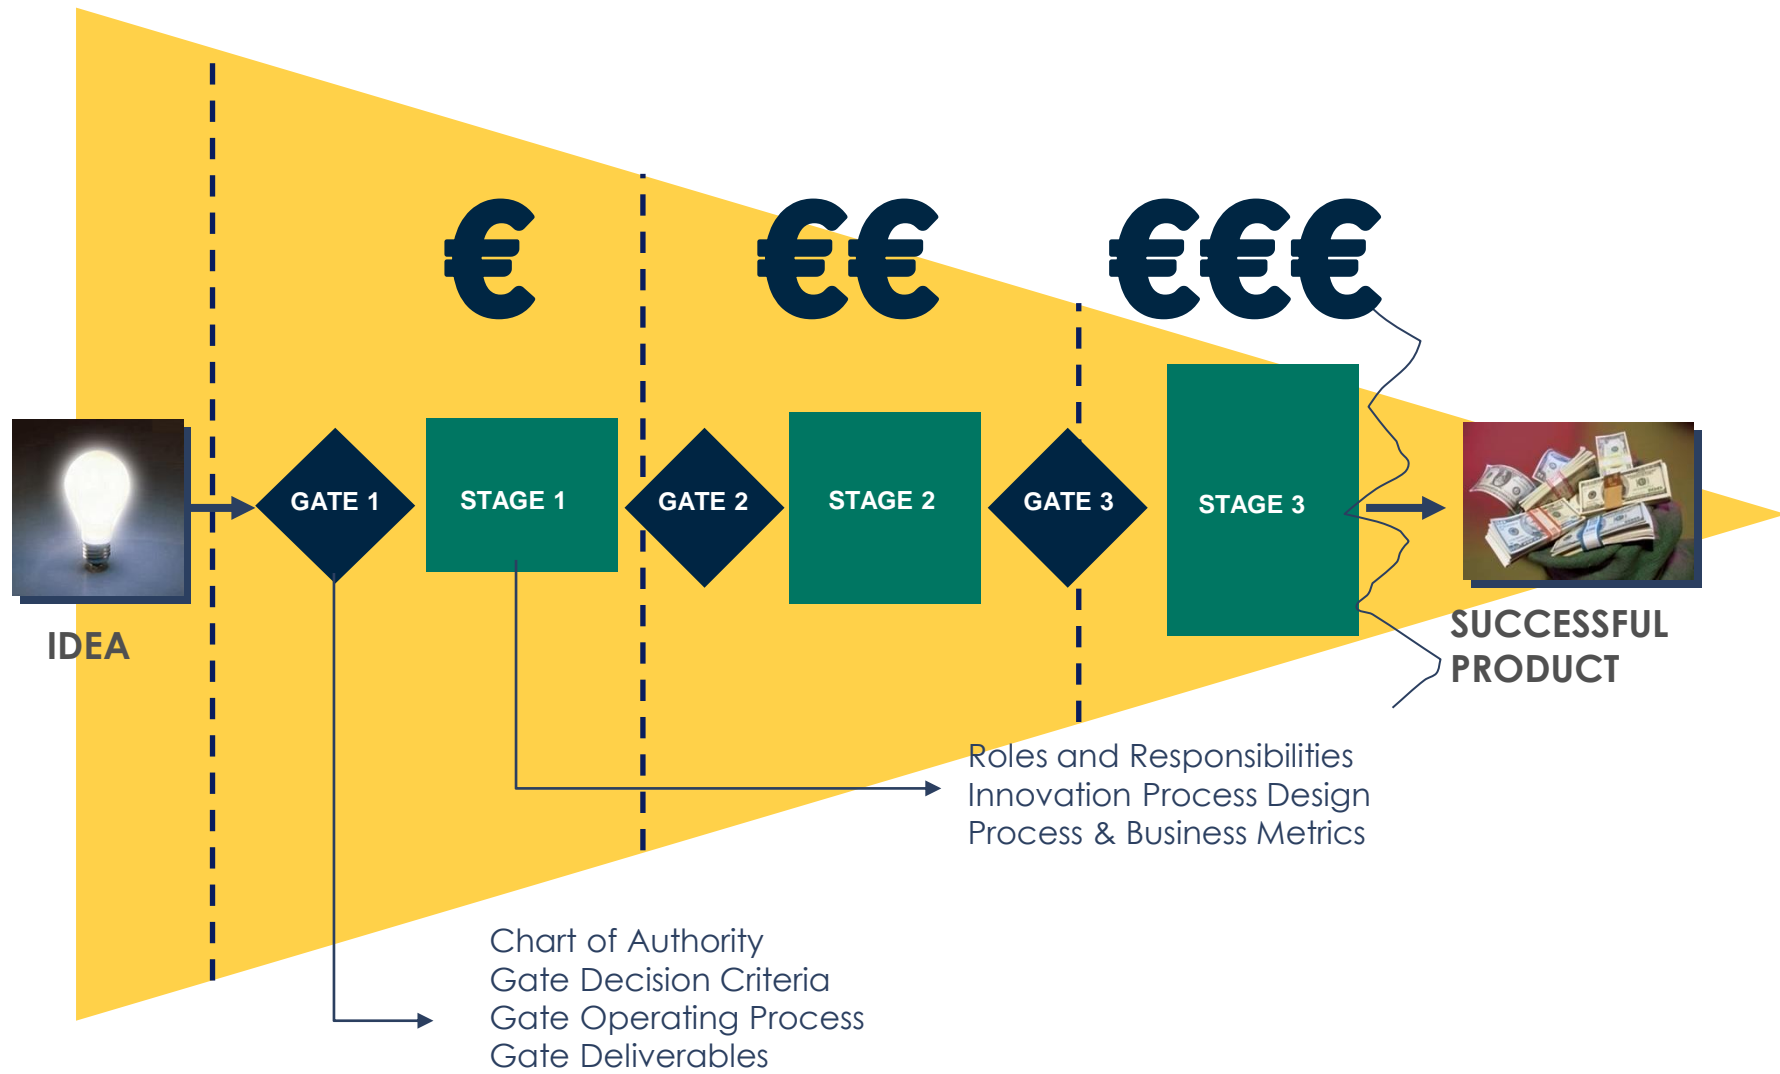 €
€€
€€€
GATE 1
STAGE 1
GATE 2
STAGE 2
GATE 3
STAGE 3
IDEA
SUCCESSFUL
PRODUCT
Roles and Responsibilities
Innovation Process Design
Process & Business Metrics
Chart of Authority
Gate Decision Criteria
Gate Operating Process
Gate Deliverables